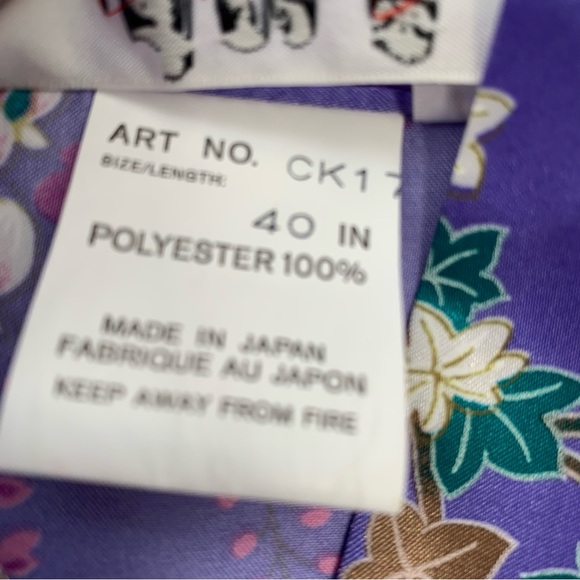 ART NO. CK17
SIZE/LENGTH:
40 IN
POLYESTER 100%
MADE IN JAPAN
FABRIQUE AU JAPON
KEEP AWAY FROM FIRE